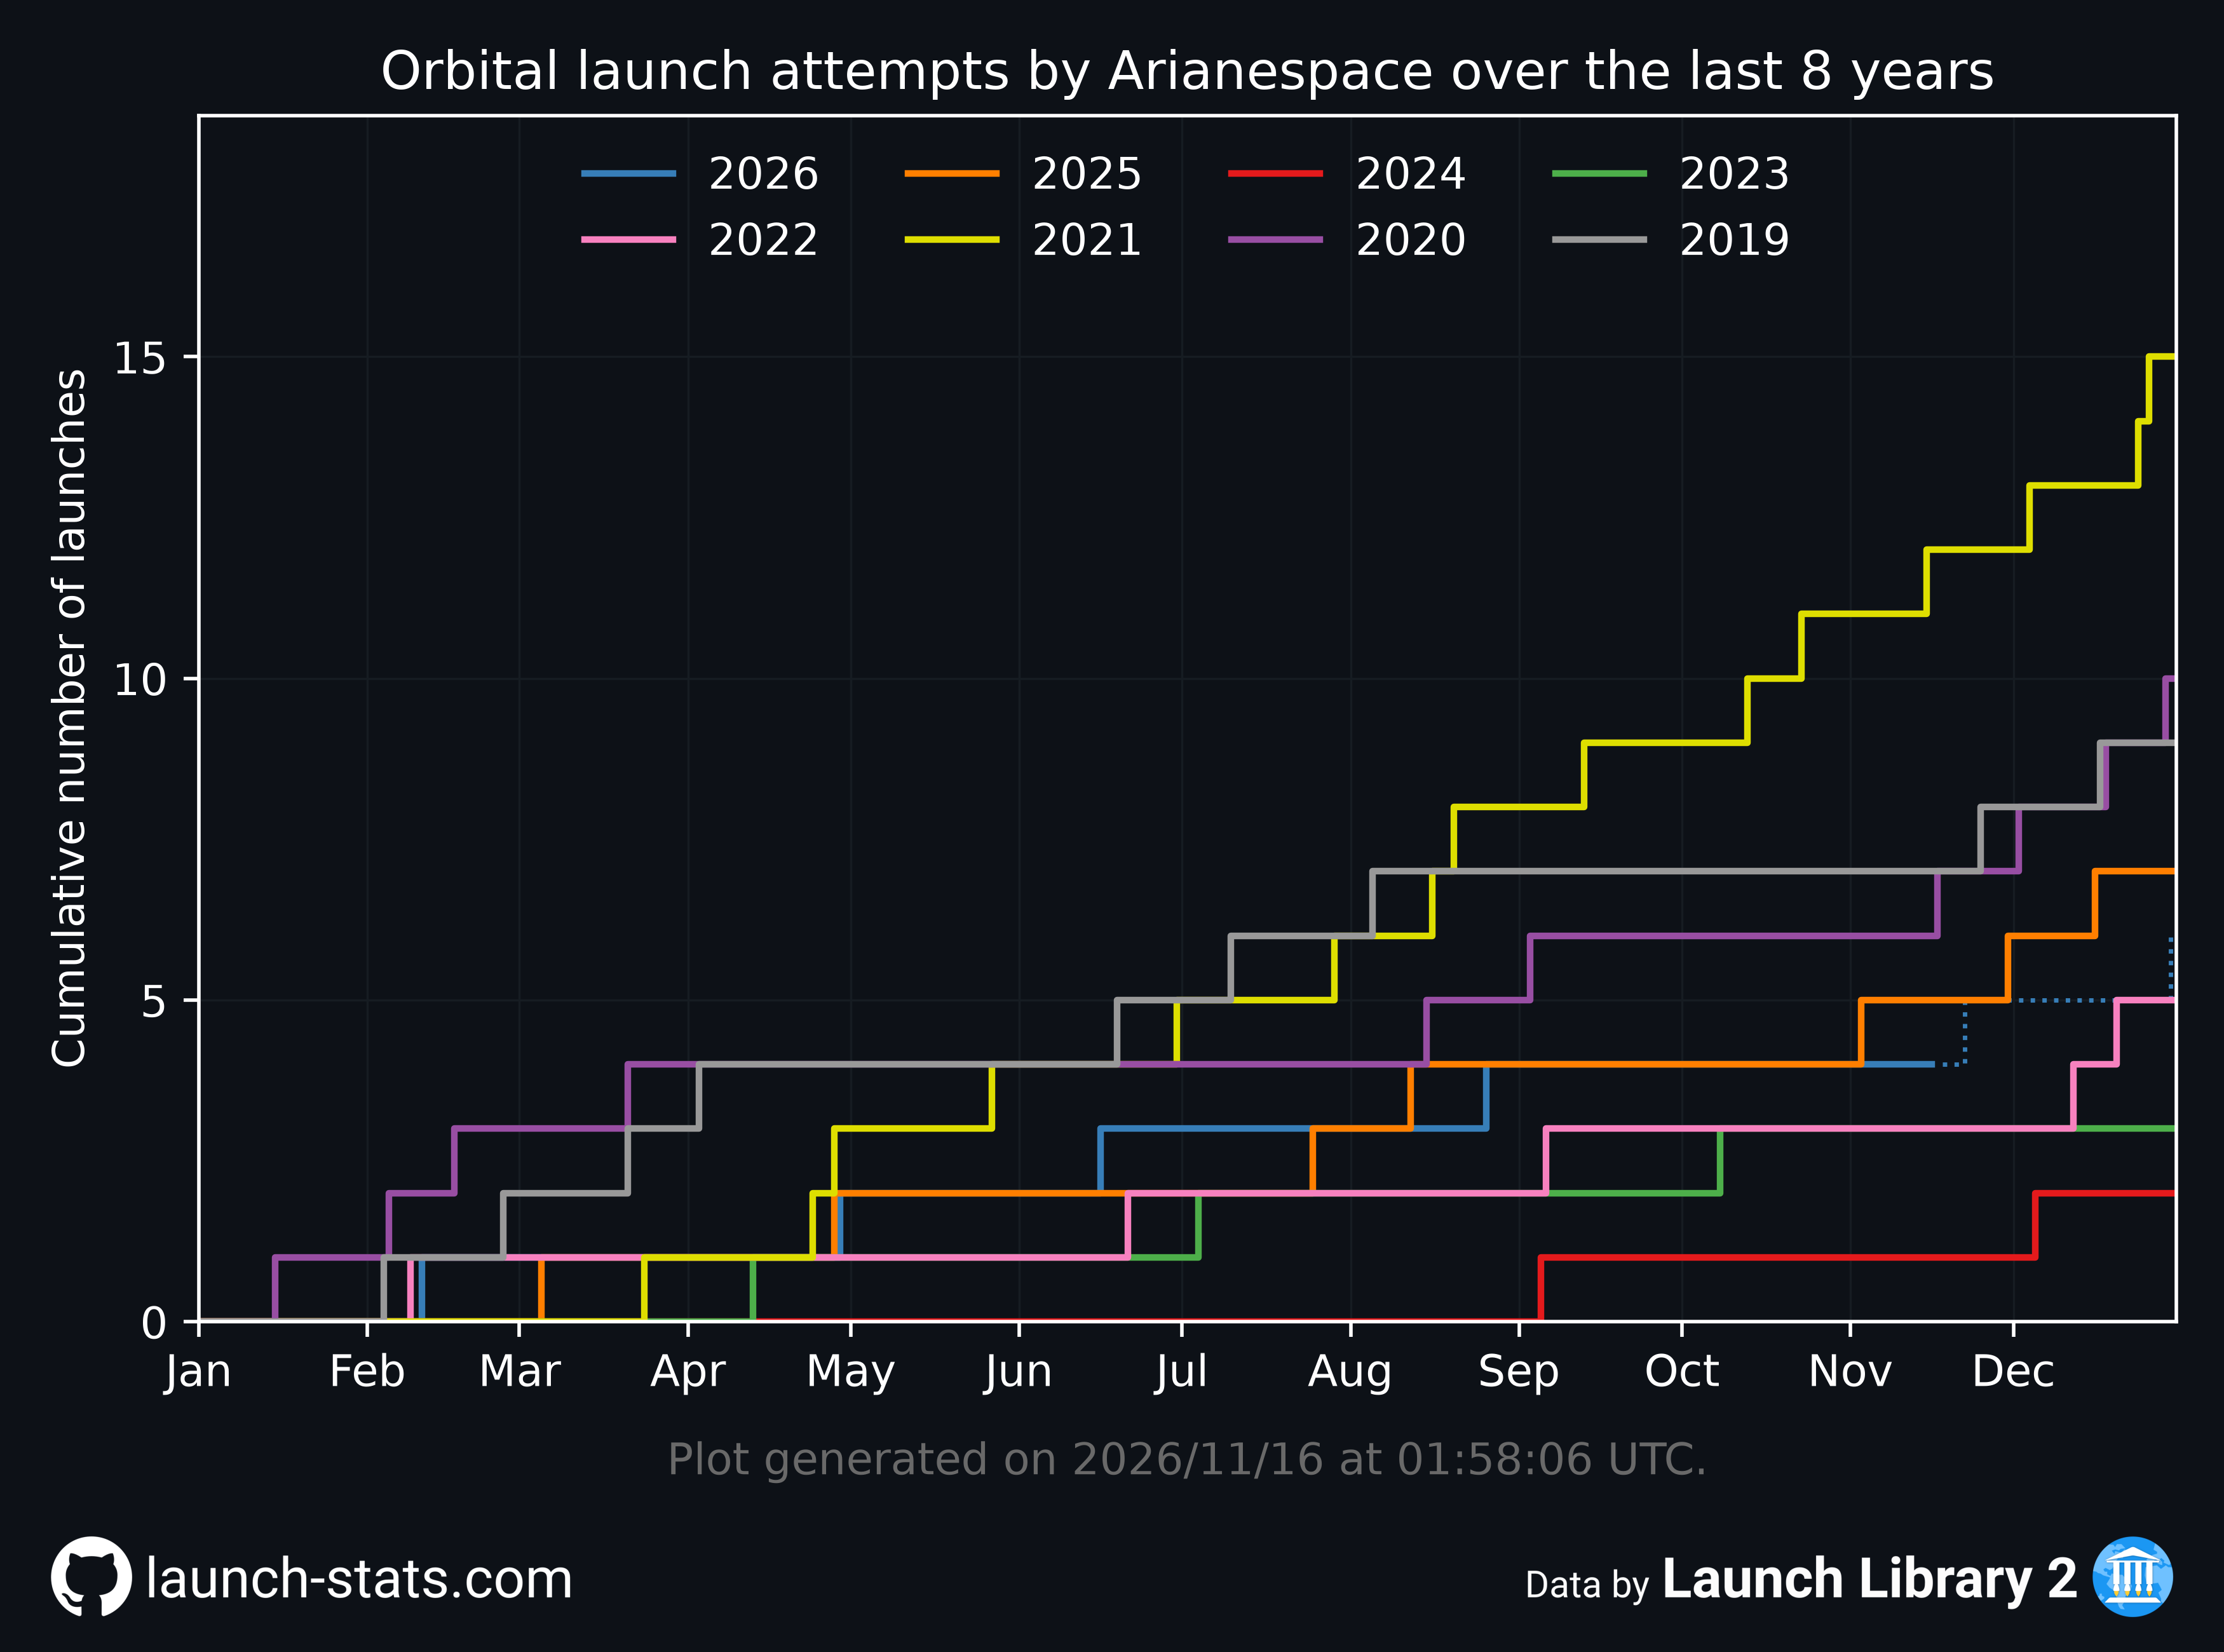 Orbital launch attempts by Arianespace over the last 8 years
2026 2025 2024 2023
2022 2021 2020 2019
Cumulative number of launches
15
10
5
0
Jan Feb Mar Apr May Jun Jul Aug Sep Oct Nov Dec
Plot generated on 2026/11/16 at 01:58:06 UTC.
launch-stats.com
Data by Launch Library 2